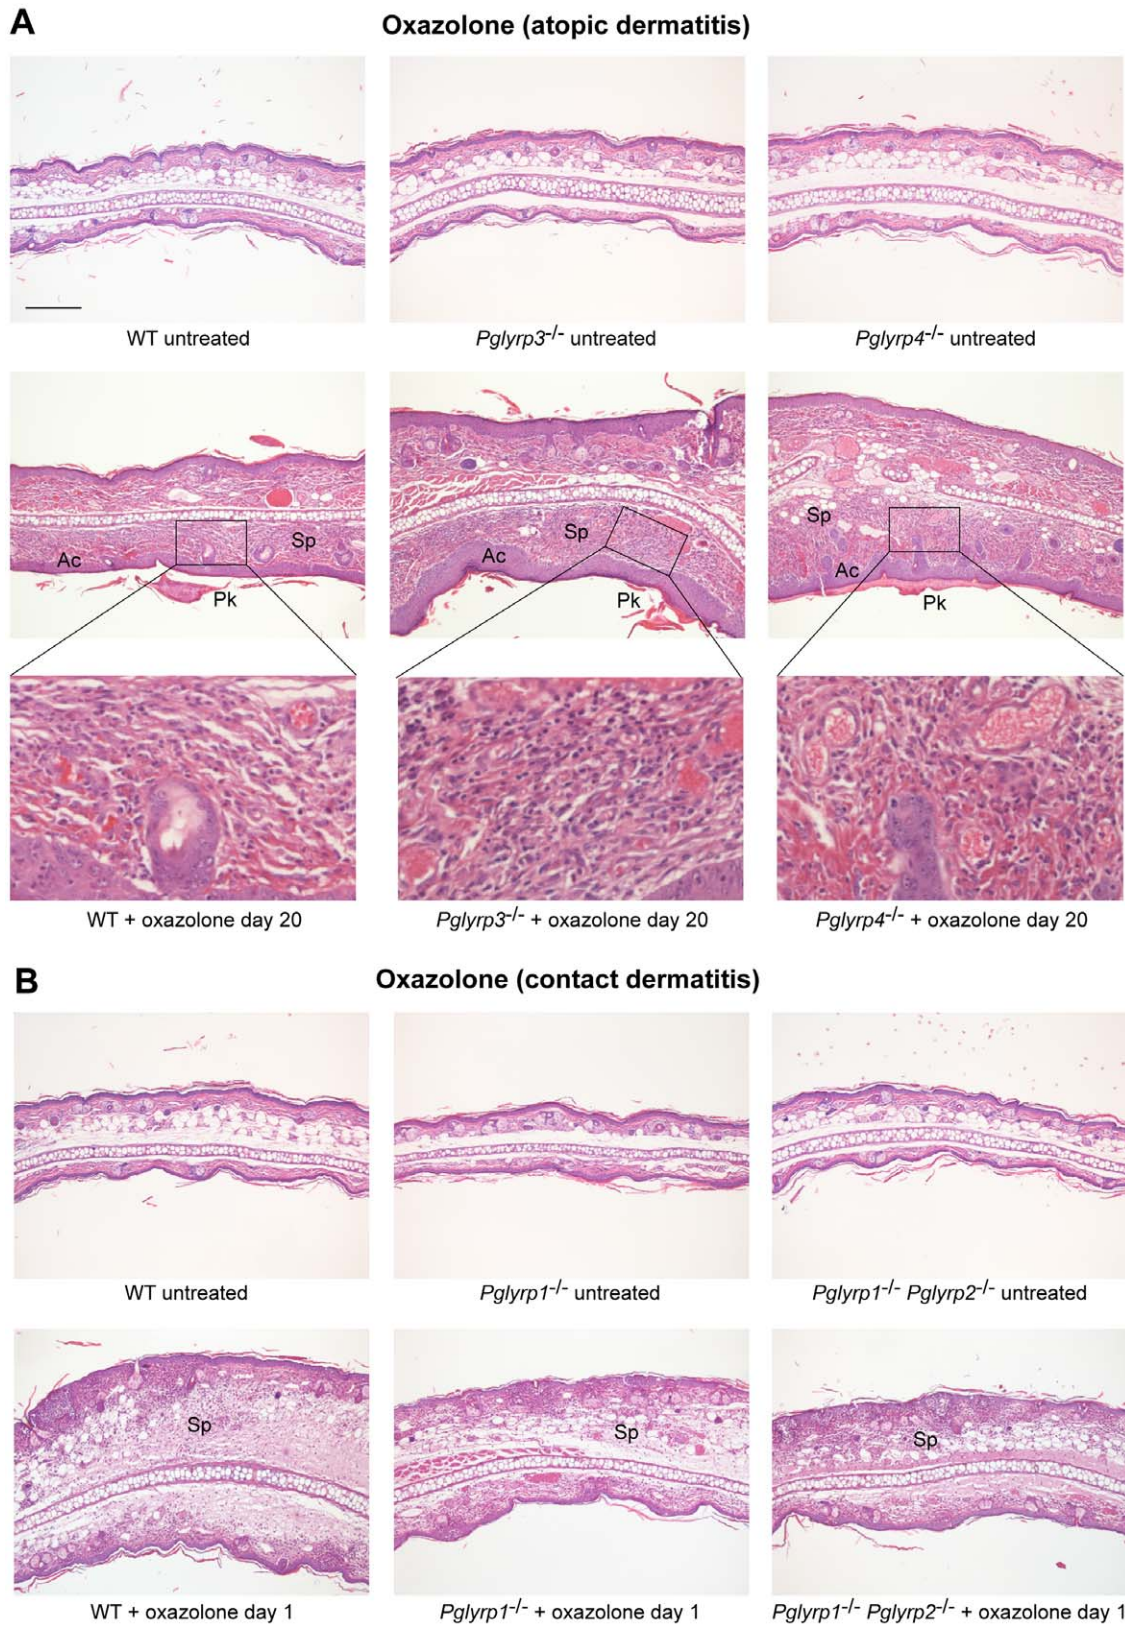 A
Oxazolone (atopic dermatitis)
WT untreated
Pglyrp3-/- untreated
Pglyrp4-/- untreated
Ac
Sp
Pk
Sp
Ac
Pk
Sp
Ac
Pk
WT + oxazolone day 20
Pglyrp3-/- + oxazolone day 20
Pglyrp4-/- + oxazolone day 20
B
Oxazolone (contact dermatitis)
WT untreated
Pglyrp1-/- untreated
Pglyrp1-/- Pglyrp2-/- untreated
Sp
Sp
Sp
WT + oxazolone day 1
Pglyrp1-/- + oxazolone day 1
Pglyrp1-/- Pglyrp2-/- + oxazolone day 1